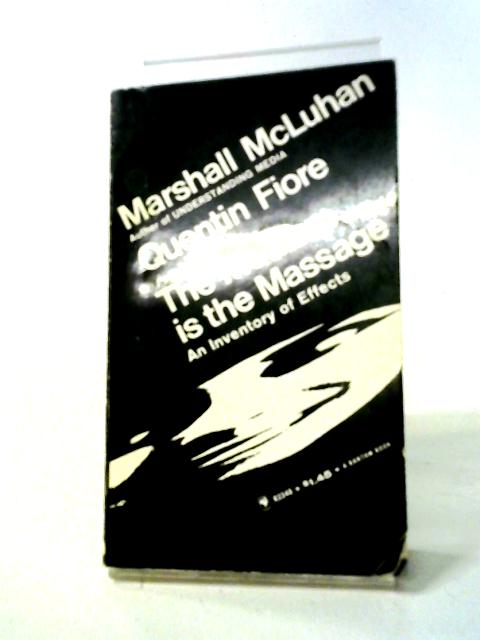 Marshall McLuhan
Author of UNDERSTANDING MEDIA
Quentin Fiore
The
is the Massage
An Inventory of Effects
$1.45 • A BANTAM BOOK